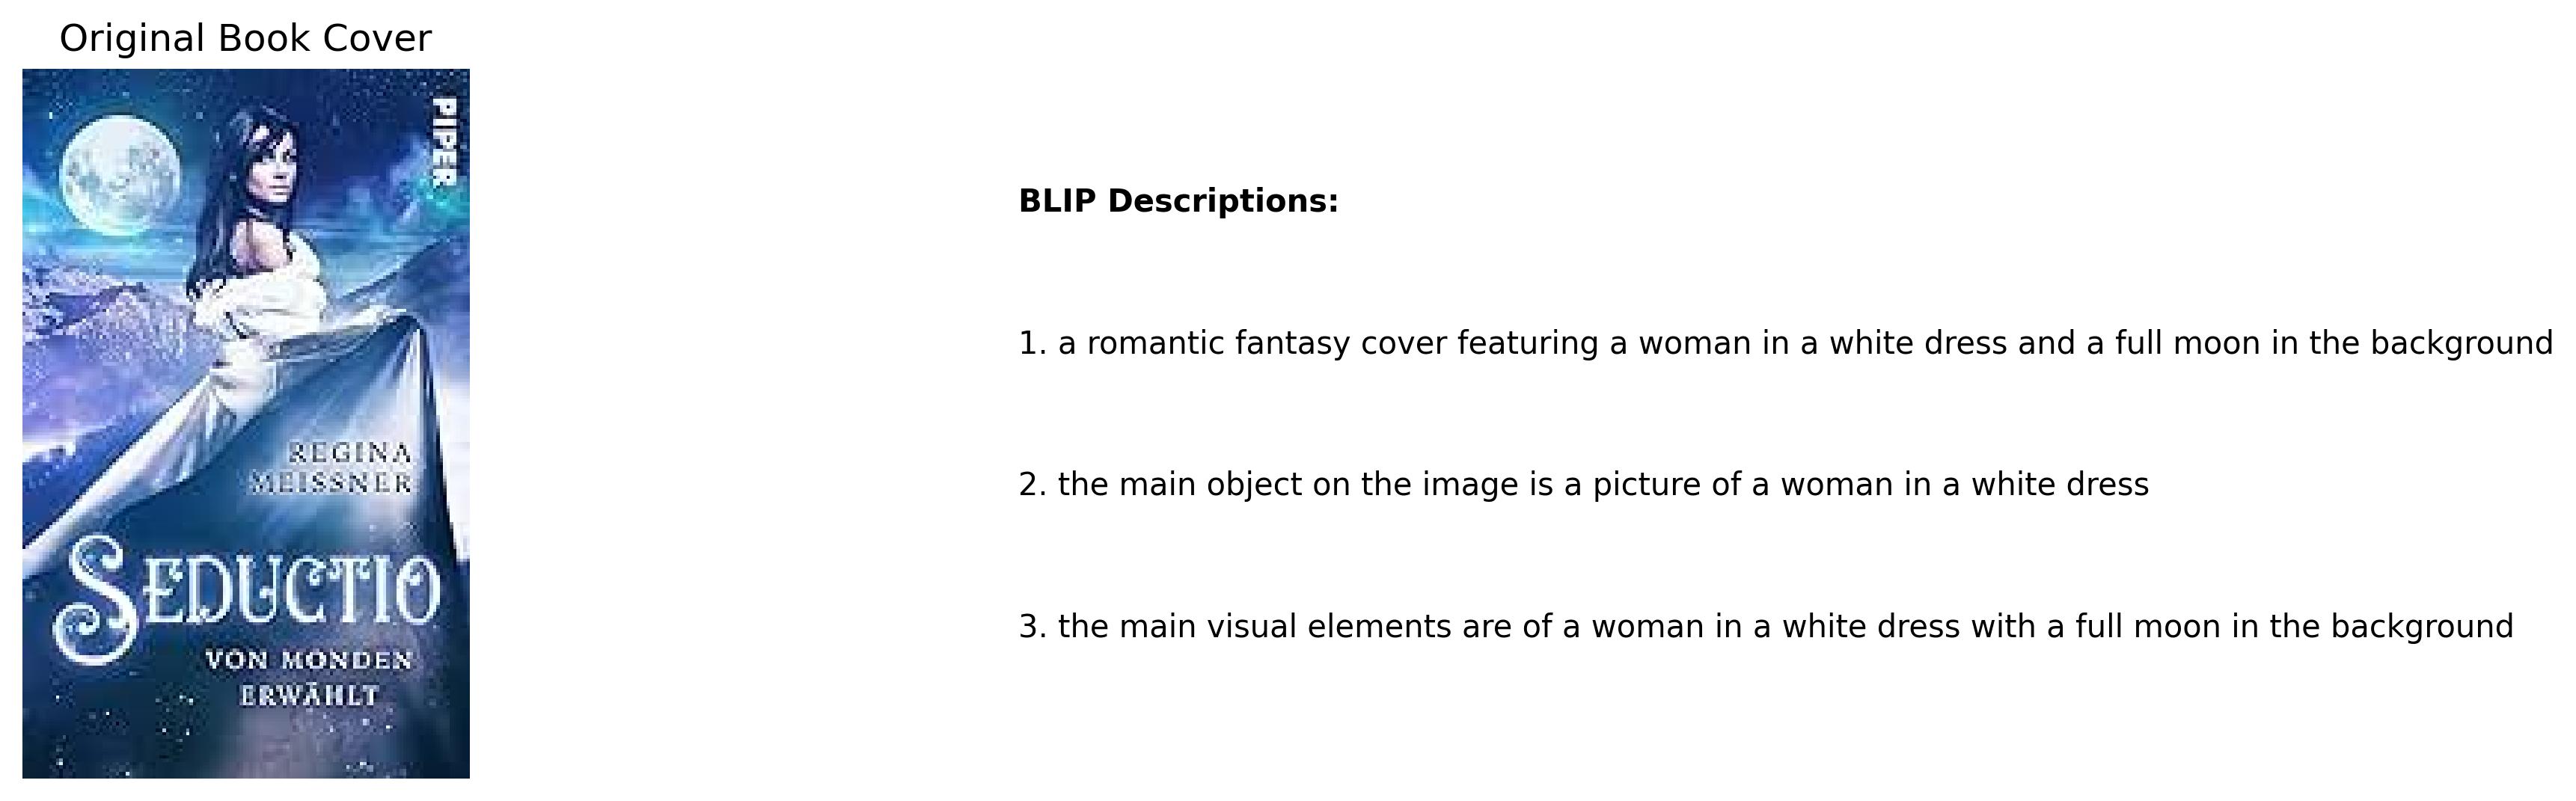 Original Book Cover
PIPER
REGINA
MEISSNER
SEDUCTIO
VON MONDEN
ERWÄHLT
BLIP Descriptions:
1. a romantic fantasy cover featuring a woman in a white dress and a full moon in the background
2. the main object on the image is a picture of a woman in a white dress
3. the main visual elements are of a woman in a white dress with a full moon in the background